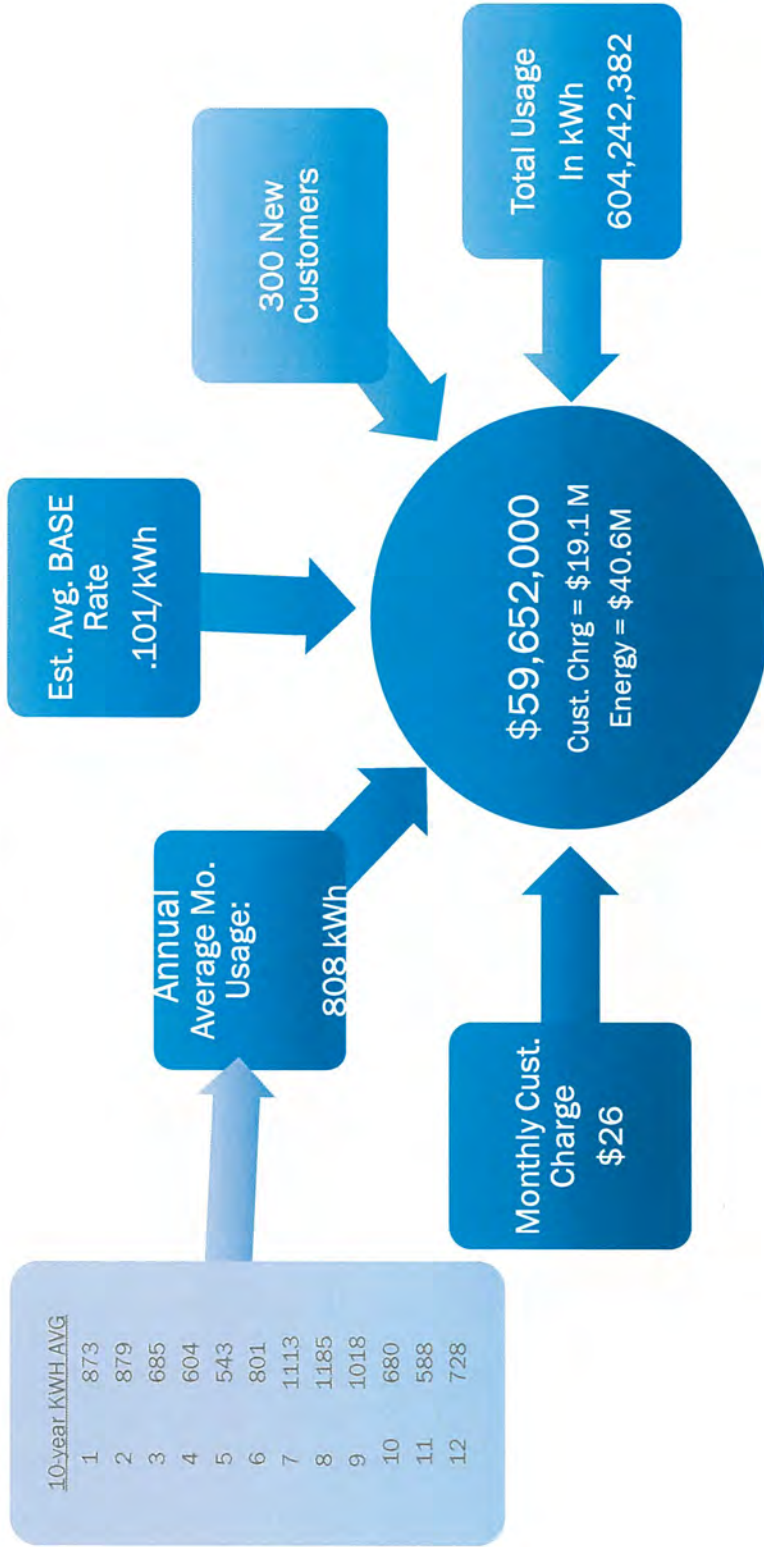 10-year KWH AVG
1 873
2 879
3 685
4 604
5 543
6 801
7 1113
8 1185
9 1018
10 680
11 588
12 728
Annual
Average Mo.
Usage:
808 kWh
Est. Avg. BASE
Rate
.101/kWh
300 New
Customers
Monthly Cust.
Charge
$26
$59,652,000
Cust. Chrg = $19.1 M
Energy = $40.6M
Total Usage
In kWh
604,242,382